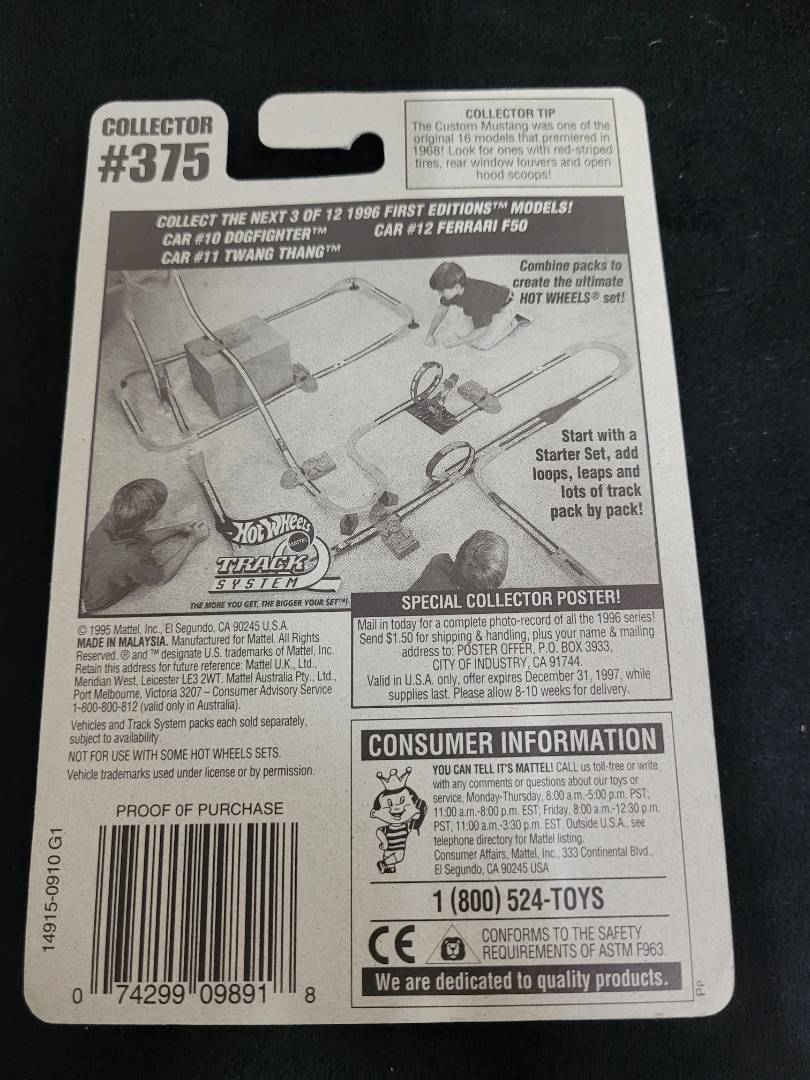 COLLECTOR
#375
COLLECTOR TIP
The Custom Mustang was one of the
original 16 models that premiered in
1968! Look for ones with red-striped
tires, rear window louvers and open
hood scoops!
COLLECT THE NEXT 3 OF 12 1996 FIRST EDITIONS™ MODELS!
CAR #10 DOGFIGHTER™ CAR #12 FERRARI F50
CAR #11 TWANG THANG™
Combine packs to
create the ultimate
HOT WHEELS® set!
Start with a
Starter Set, add
loops, leaps and
lots of track
pack by pack!
Hot Wheels
MATTEL
TRACK
SYSTEM
THE MORE YOU GET, THE BIGGER YOUR SET™!
© 1995 Mattel, Inc., El Segundo, CA 90245 U.S.A.
MADE IN MALAYSIA. Manufactured for Mattel. All Rights
Reserved. ® and ™ designate U.S. trademarks of Mattel, Inc.
Retain this address for future reference: Mattel U.K., Ltd.,
Meridian West, Leicester LE3 2WT. Mattel Australia Pty., Ltd.,
Port Melbourne, Victoria 3207 – Consumer Advisory Service
1-800-800-812 (valid only in Australia).
Vehicles and Track System packs each sold separately,
subject to availability.
NOT FOR USE WITH SOME HOT WHEELS SETS.
Vehicle trademarks used under license or by permission.
SPECIAL COLLECTOR POSTER!
Mail in today for a complete photo-record of all the 1996 series!
Send $1.50 for shipping & handling, plus your name & mailing
address to: POSTER OFFER, P.O. BOX 3933,
CITY OF INDUSTRY, CA 91744.
Valid in U.S.A. only, offer expires December 31, 1997, while
supplies last. Please allow 8-10 weeks for delivery.
CONSUMER INFORMATION
YOU CAN TELL IT'S MATTEL! CALL us toll-free or write
with any comments or questions about our toys or
service, Monday-Thursday, 8:00 a.m.-5:00 p.m. PST;
11:00 a.m.-8:00 p.m. EST; Friday, 8:00 a.m.-12:30 p.m.
PST, 11:00 a.m.-3:30 p.m. EST. Outside U.S.A., see
telephone directory for Mattel listing.
Consumer Affairs, Mattel, Inc., 333 Continental Blvd.,
El Segundo, CA 90245 USA
1 (800) 524-TOYS
CE
CONFORMS TO THE SAFETY
REQUIREMENTS OF ASTM F963.
We are dedicated to quality products.
PROOF OF PURCHASE
0 74299 09891 8
14915-0910 G1
Pp